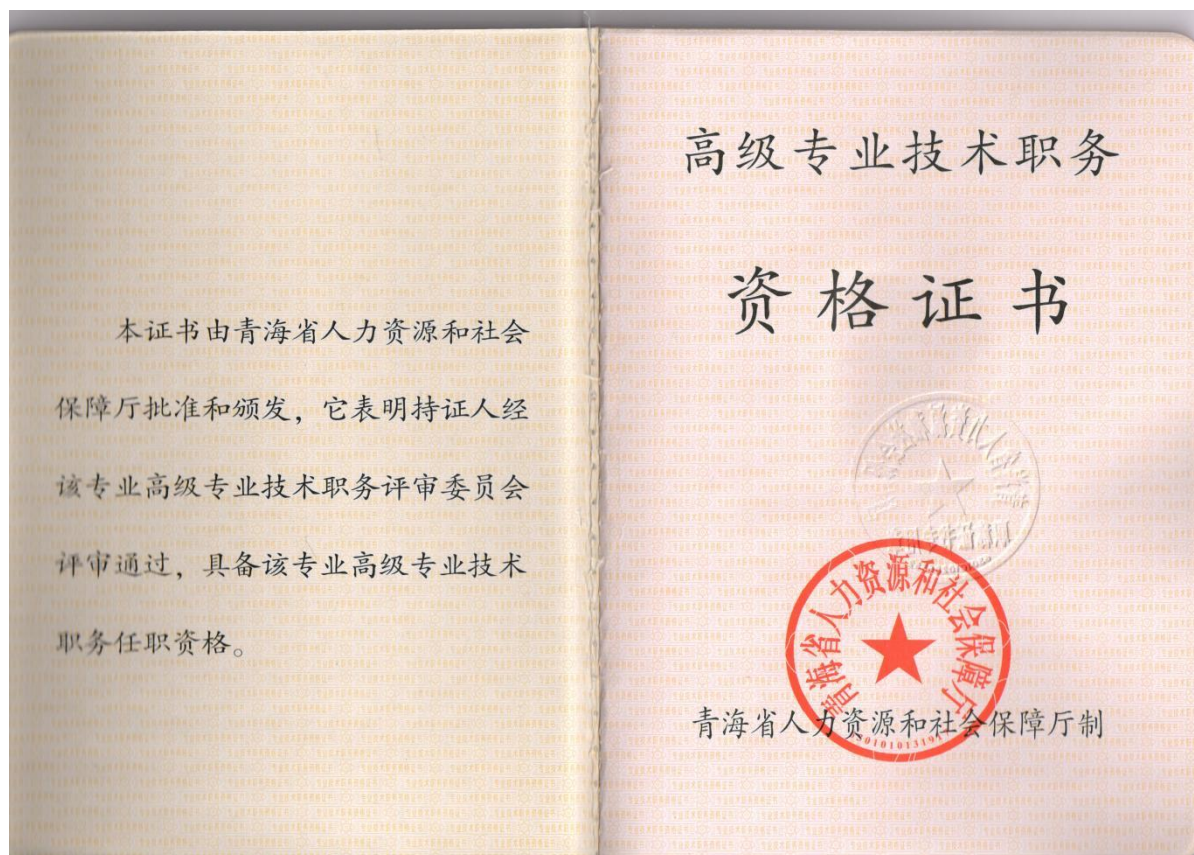 本证书由青海省人力资源和社会
保障厅批准和颁发，它表明持证人经
该专业高级专业技术职务评审委员会
评审通过，具备该专业高级专业技术
职务任职资格。
高级专业技术职务
资格证书
青海省人力资源和社会保障厅
青海省人力资源和社会保障厅制